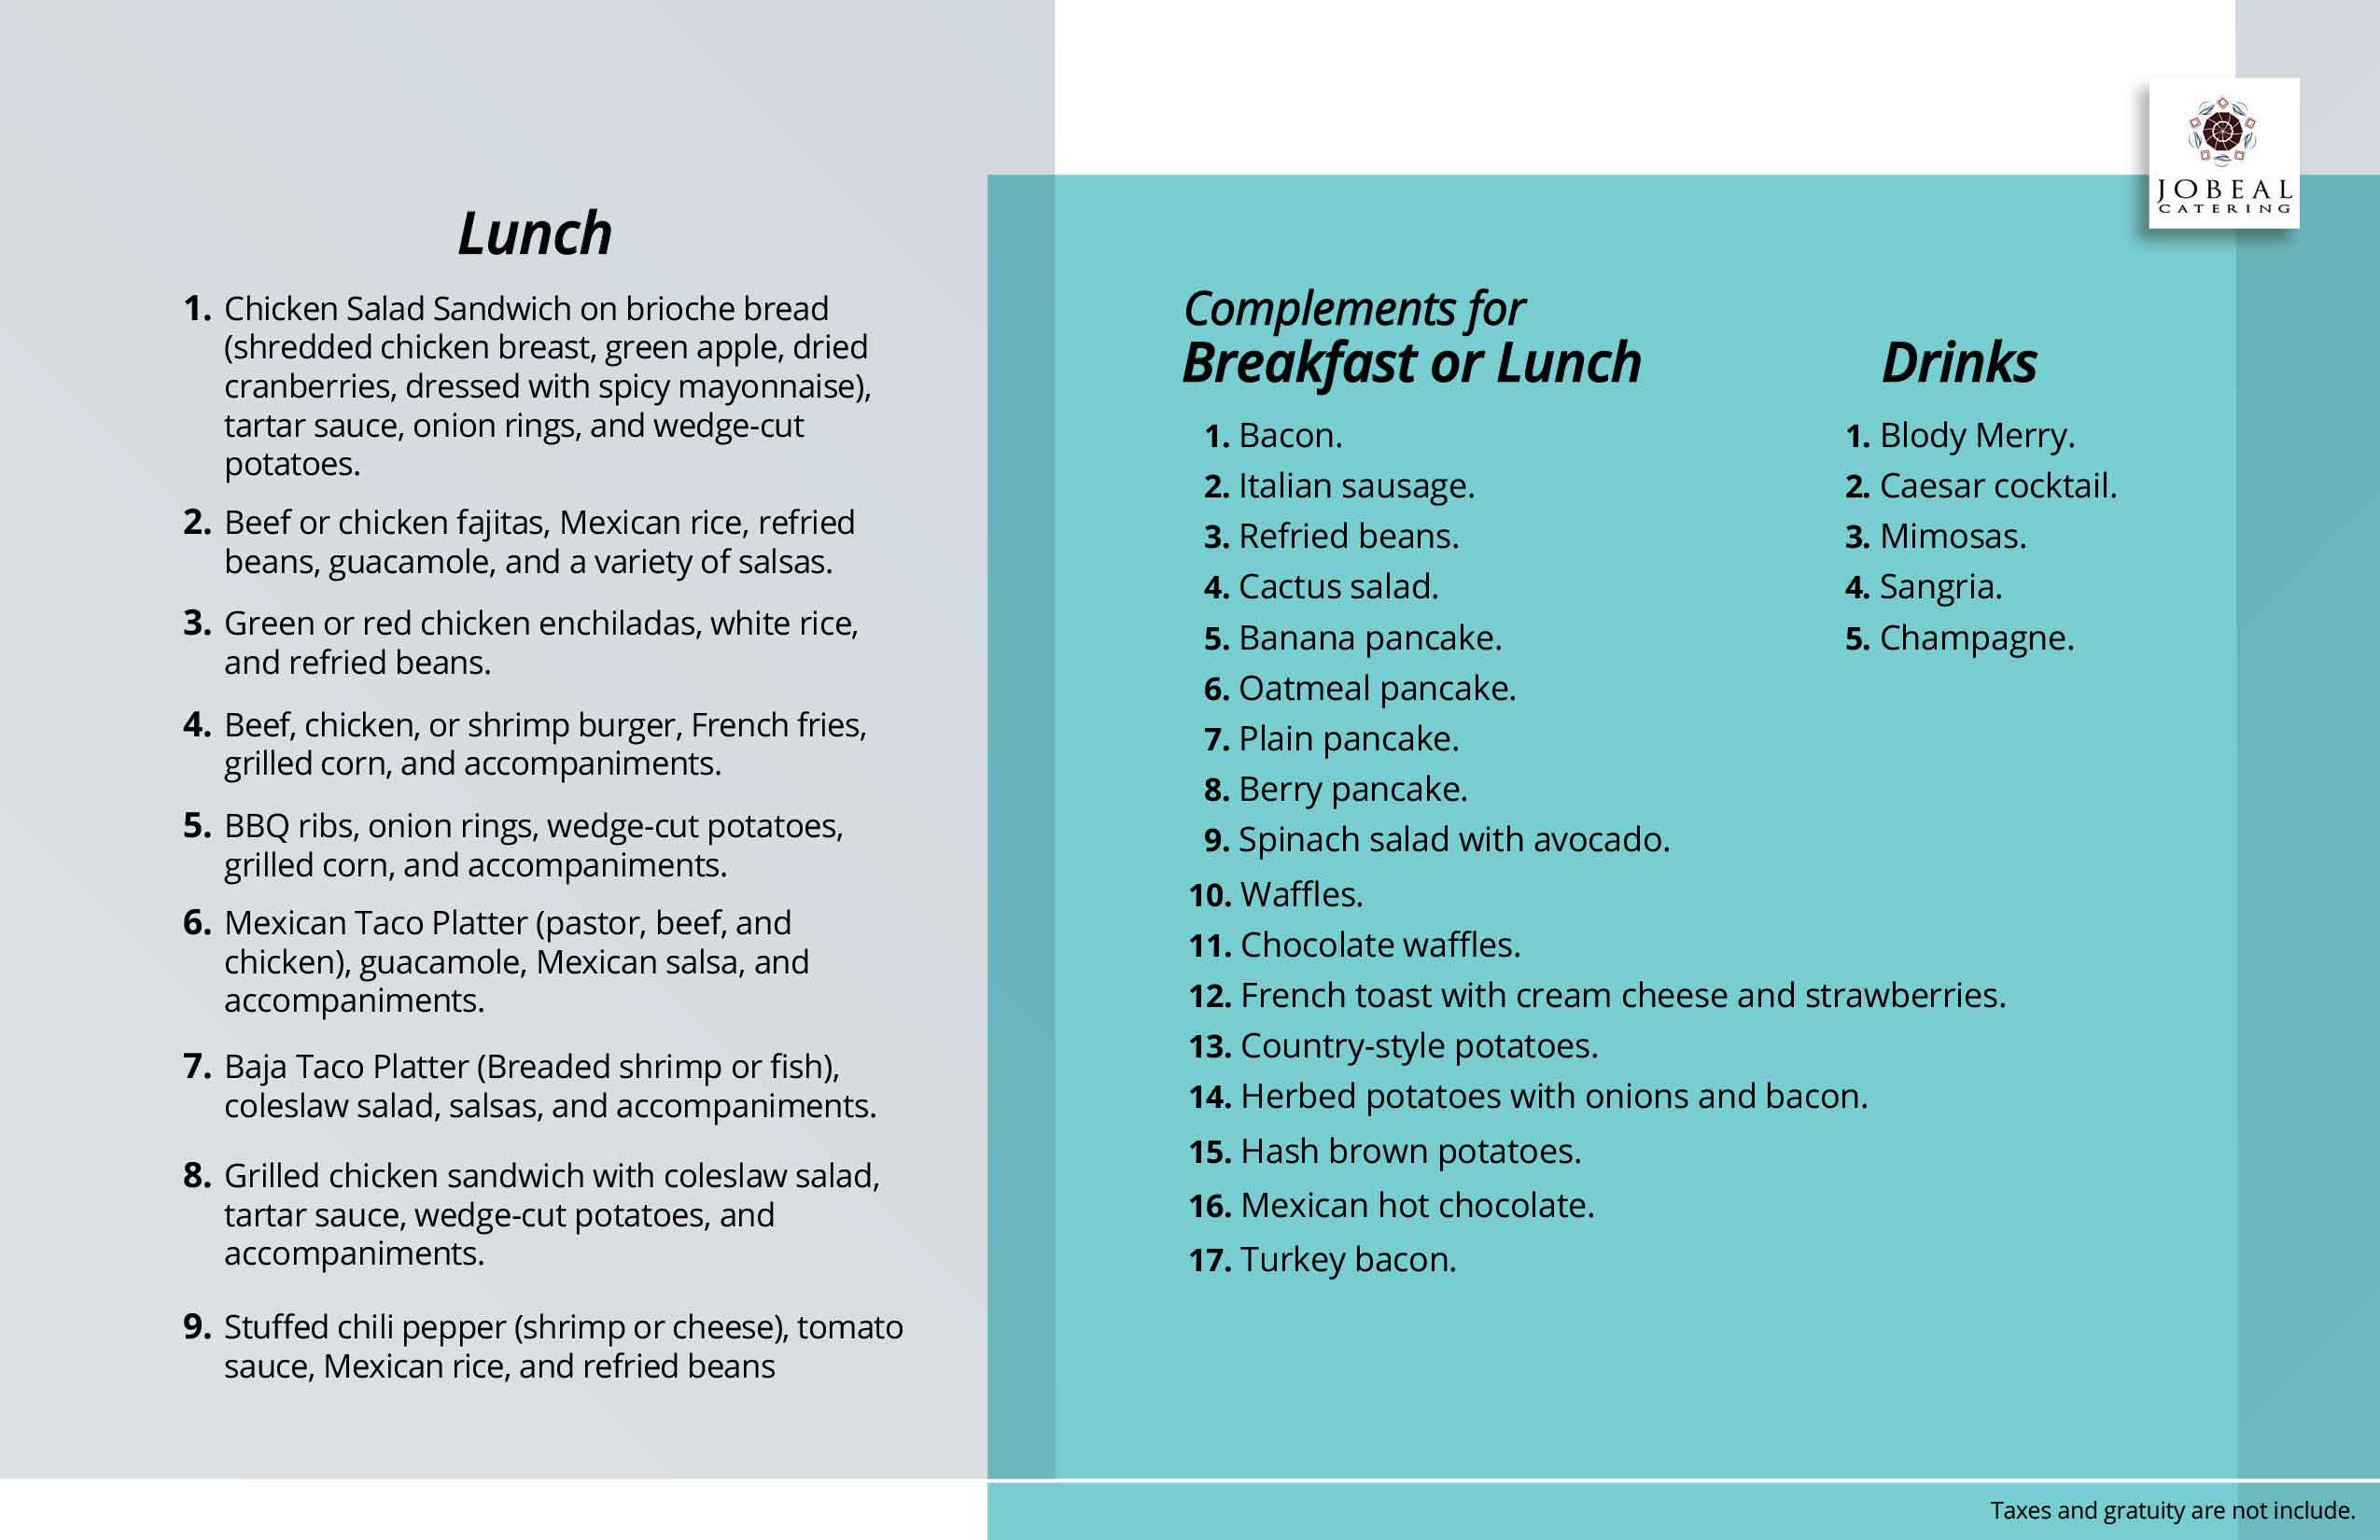 JOBEAL
CATERING
Lunch
1. Chicken Salad Sandwich on brioche bread
(shredded chicken breast, green apple, dried
cranberries, dressed with spicy mayonnaise),
tartar sauce, onion rings, and wedge-cut
potatoes.
2. Beef or chicken fajitas, Mexican rice, refried
beans, guacamole, and a variety of salsas.
3. Green or red chicken enchiladas, white rice,
and refried beans.
4. Beef, chicken, or shrimp burger, French fries,
grilled corn, and accompaniments.
5. BBQ ribs, onion rings, wedge-cut potatoes,
grilled corn, and accompaniments.
6. Mexican Taco Platter (pastor, beef, and
chicken), guacamole, Mexican salsa, and
accompaniments.
7. Baja Taco Platter (Breaded shrimp or fish),
coleslaw salad, salsas, and accompaniments.
8. Grilled chicken sandwich with coleslaw salad,
tartar sauce, wedge-cut potatoes, and
accompaniments.
9. Stuffed chili pepper (shrimp or cheese), tomato
sauce, Mexican rice, and refried beans
Complements for
Breakfast or Lunch
1. Bacon.
2. Italian sausage.
3. Refried beans.
4. Cactus salad.
5. Banana pancake.
6. Oatmeal pancake.
7. Plain pancake.
8. Berry pancake.
9. Spinach salad with avocado.
10. Waffles.
11. Chocolate waffles.
12. French toast with cream cheese and strawberries.
13. Country-style potatoes.
14. Herbed potatoes with onions and bacon.
15. Hash brown potatoes.
16. Mexican hot chocolate.
17. Turkey bacon.
Drinks
1. Blody Merry.
2. Caesar cocktail.
3. Mimosas.
4. Sangria.
5. Champagne.
Taxes and gratuity are not include.